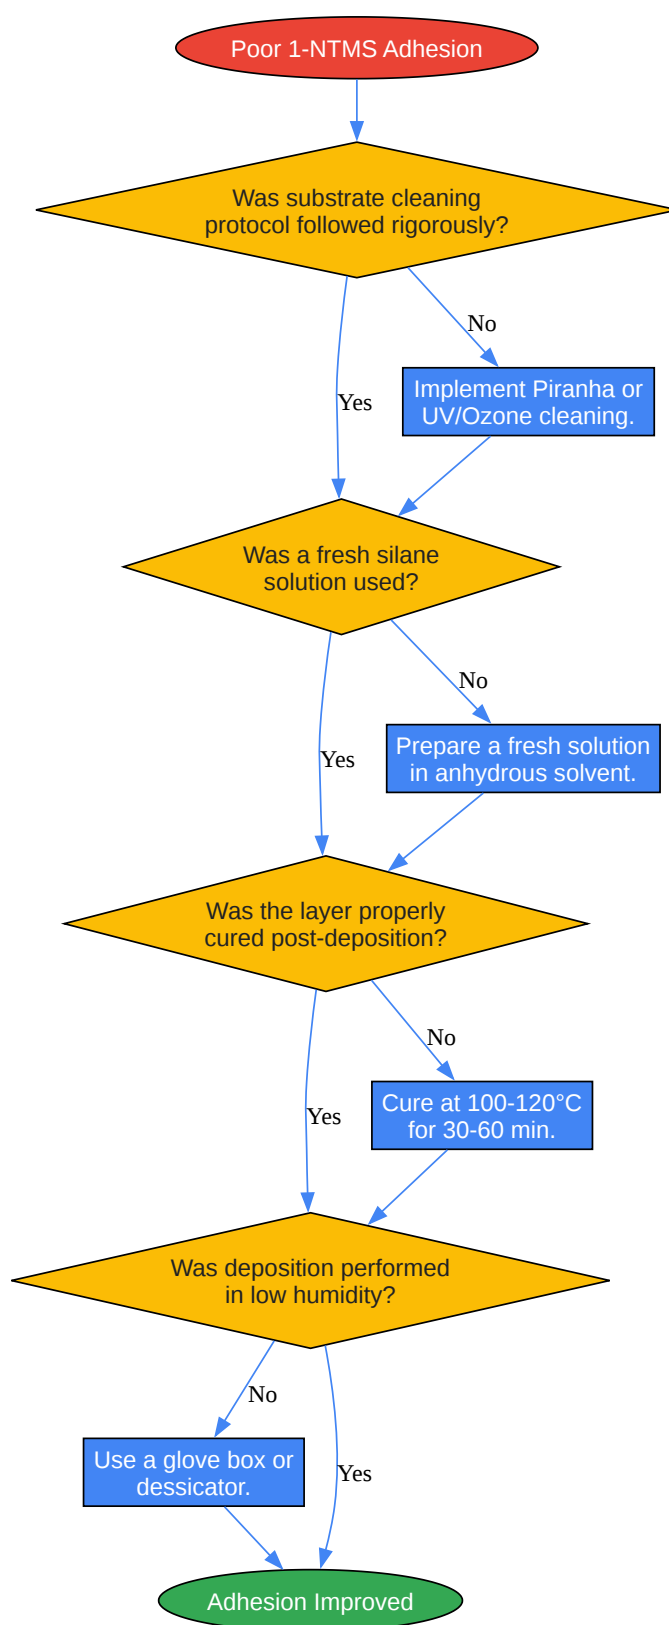 Poor 1-NTMS Adhesion
Was substrate cleaning
protocol followed rigorously?
No
Implement Piranha or
UV/Ozone cleaning.
Yes
Was a fresh silane
solution used?
No
Prepare a fresh solution
in anhydrous solvent.
Yes
Was the layer properly
cured post-deposition?
No
Cure at 100-120°C
for 30-60 min.
Yes
Was deposition performed
in low humidity?
No
Use a glove box or
dessicator.
Yes
Adhesion Improved